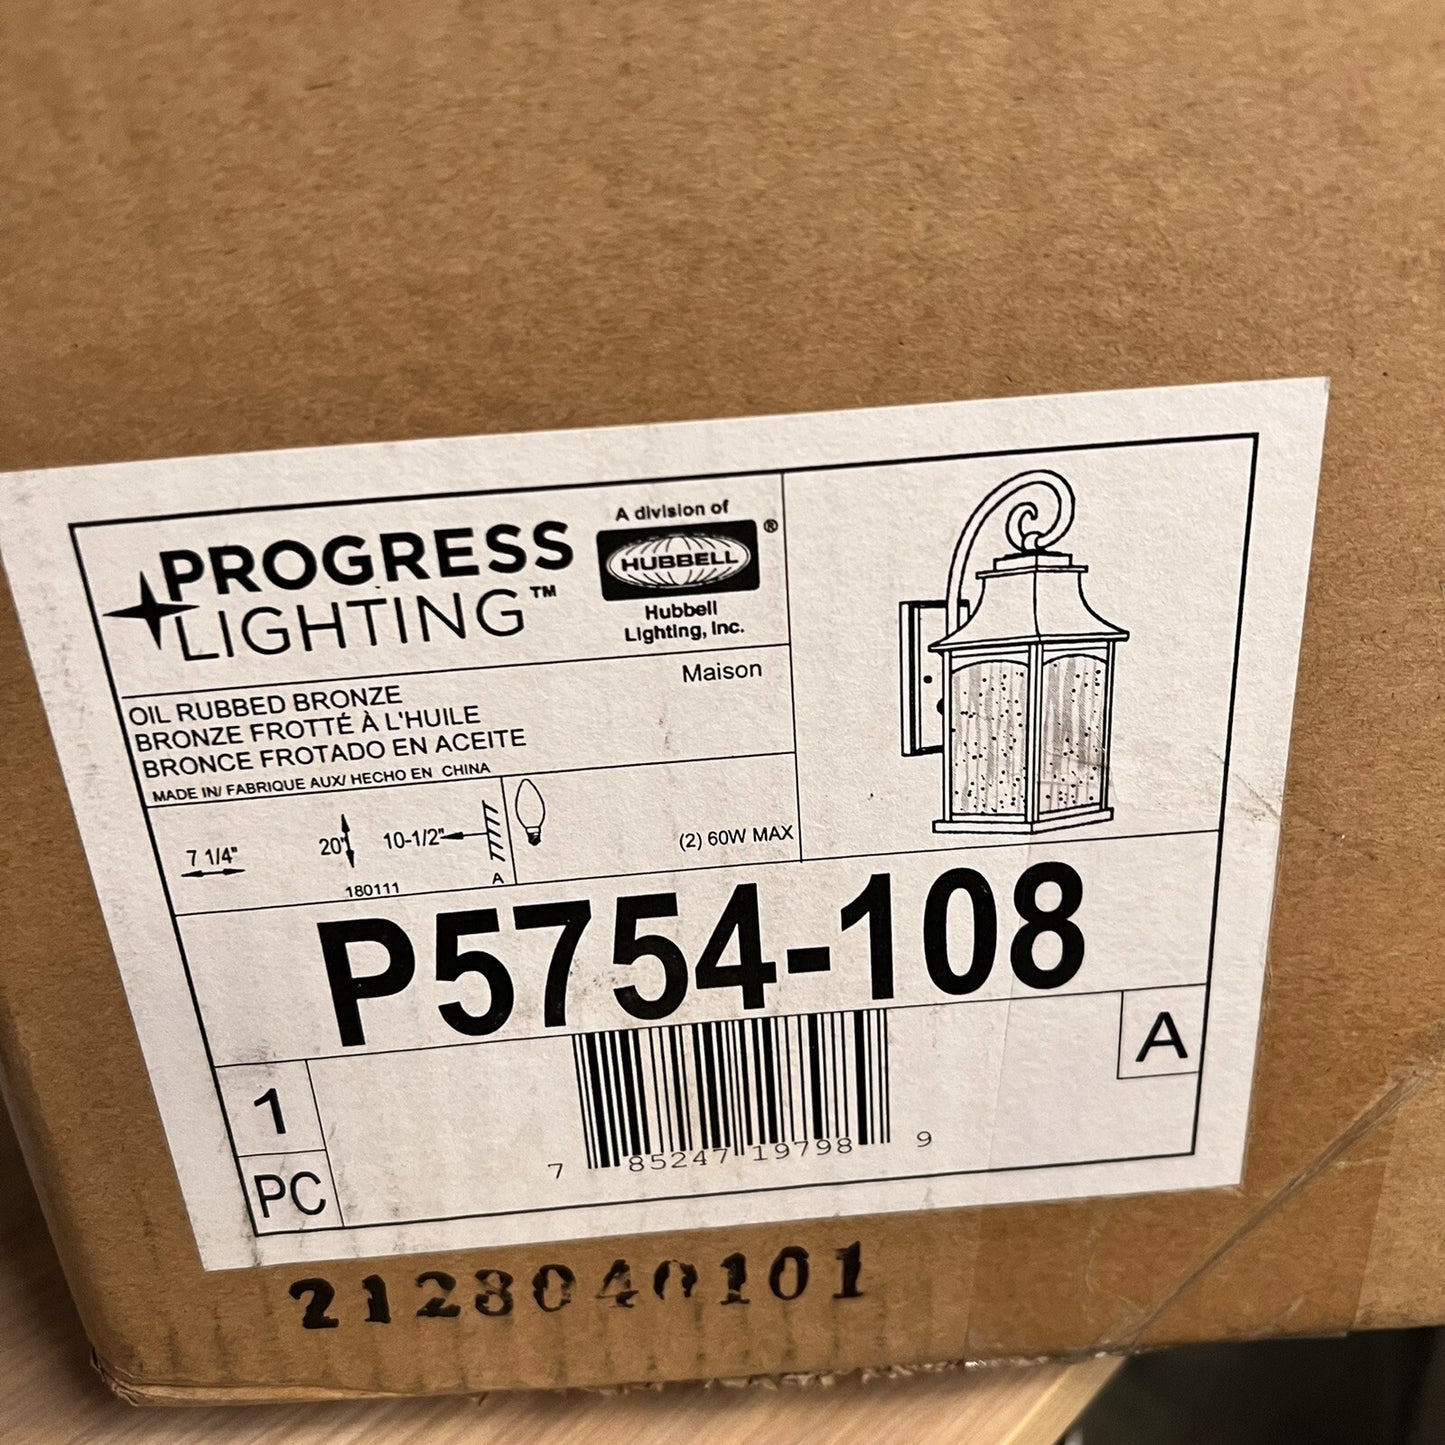 PROGRESS
LIGHTING™
A division of
HUBBELL®
Hubbell
Lighting, Inc.
Maison
OIL RUBBED BRONZE
BRONZE FROTTÉ À L'HUILE
BRONCE FROTADO EN ACEITE
MADE IN/ FABRIQUE AUX/ HECHO EN CHINA
7 1/4"
20"
10-1/2"
180111
A
(2) 60W MAX
P5754-108
1
PC
A
7 85247 19798 9
2128040101